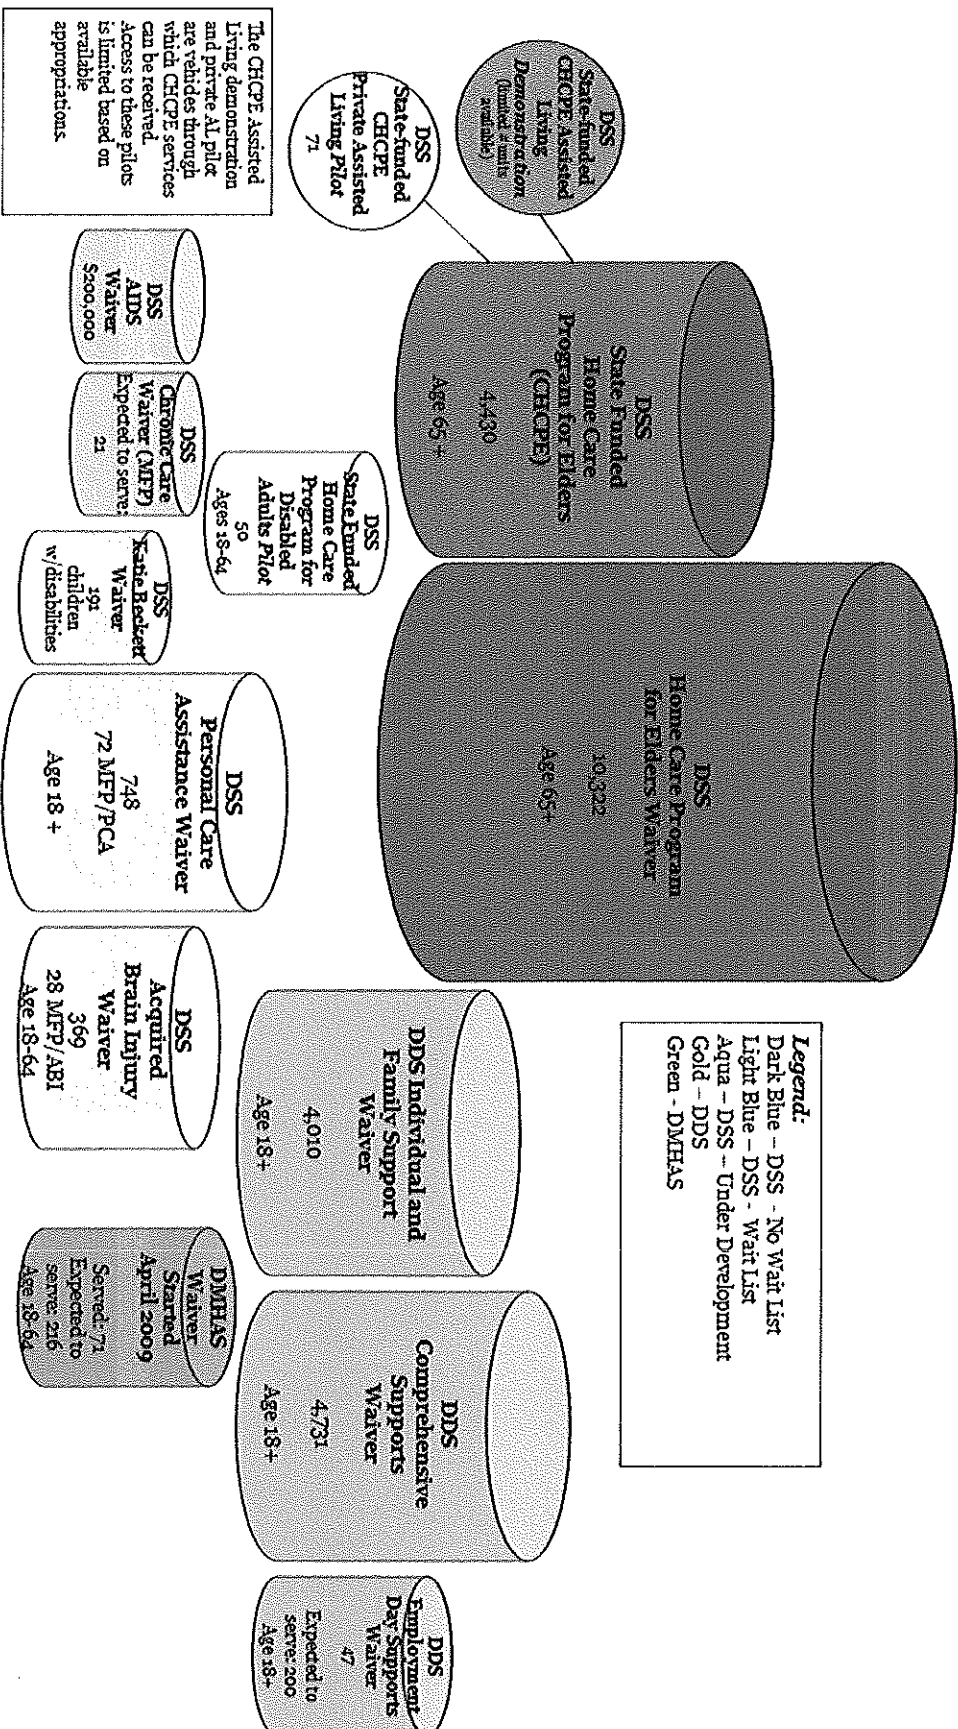 DSS
State-funded
CHCPE Assisted
Living
Demonstration
(limited # units
available)
DSS
State-funded
CHCPE
Private Assisted
Living Pilot
71
The CHCPE Assisted
Living demonstration
and private AL pilot
are vehicles through
which CHCPE services
can be received.
Access to these pilots
is limited based on
available
appropriations.
DSS
State Funded
Home Care
Program for Elders
(CHCPE)
4,430
Age 65+
DSS
Home Care Program
for Elders Waiver
10,322
Age 65+
Legend:
Dark Blue – DSS - No Wait List
Light Blue – DSS - Wait List
Aqua – DSS – Under Development
Gold – DDS
Green - DMHAS
DSS
State Funded
Home Care
Program for
Disabled
Adults Pilot
50
Ages 18-64
DDS Individual and
Family Support
Waiver
4,010
Age 18+
DDS
Comprehensive
Supports
Waiver
4,731
Age 18+
DDS
Employment
Day Supports
Waiver
47
Expected to
serve: 200
Age 18+
DSS
AIDS
Waiver
$200,000
DSS
Chronic Care
Waiver (MFP)
Expected to serve:
21
DSS
Katie Beckett
Waiver
191
children
w/disabilities
DSS
Personal Care
Assistance Waiver
748
72 MFP/PCA
Age 18 +
DSS
Acquired
Brain Injury
Waiver
369
28 MFP/ABI
Age 18-64
DMHAS
Waiver
Started
April 2009
Served: 71
Expected to
serve: 216
Age 18-64